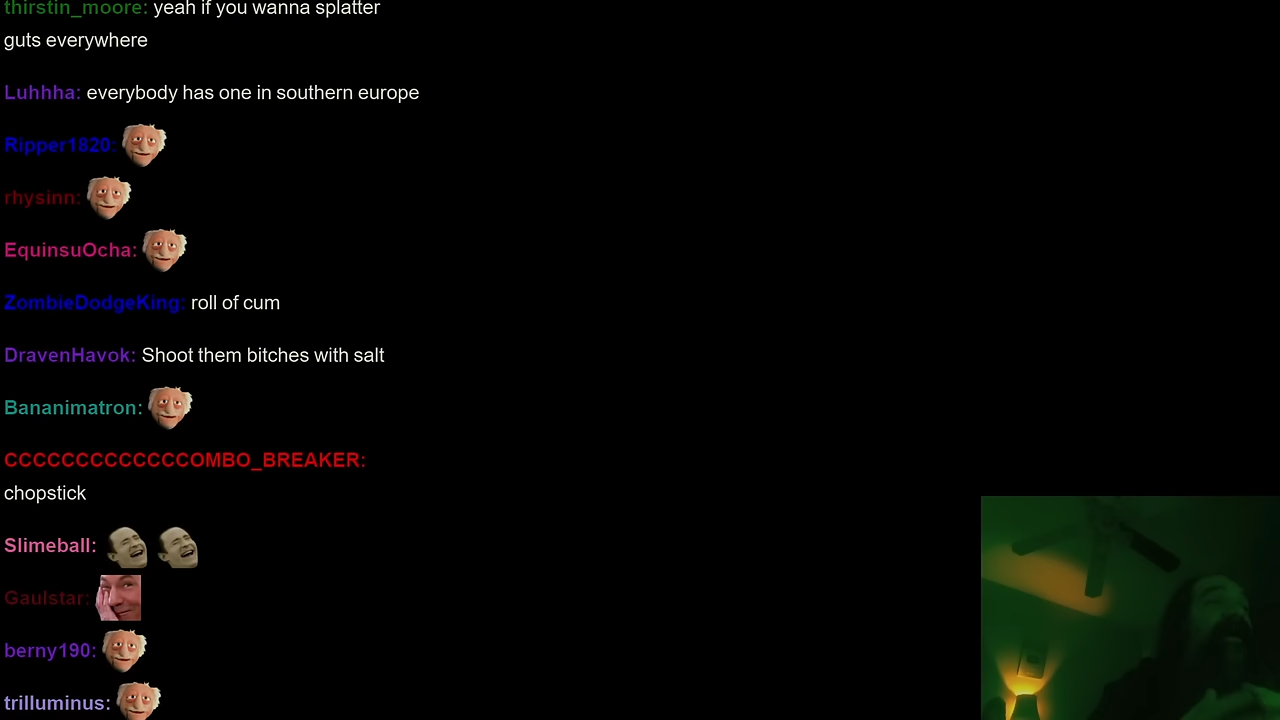 thirstin_moore: yeah if you wanna splatter
guts everywhere
Luhhha: everybody has one in southern europe
Ripper1820:
rhysinn:
EquinsuOcha:
ZombieDodgeKing: roll of cum
DravenHavok: Shoot them bitches with salt
Bananimatron:
CCCCCCCCCCCCCOMBO_BREAKER:
chopstick
Slimeball:
Gaulstar:
berny190:
trilluminus: